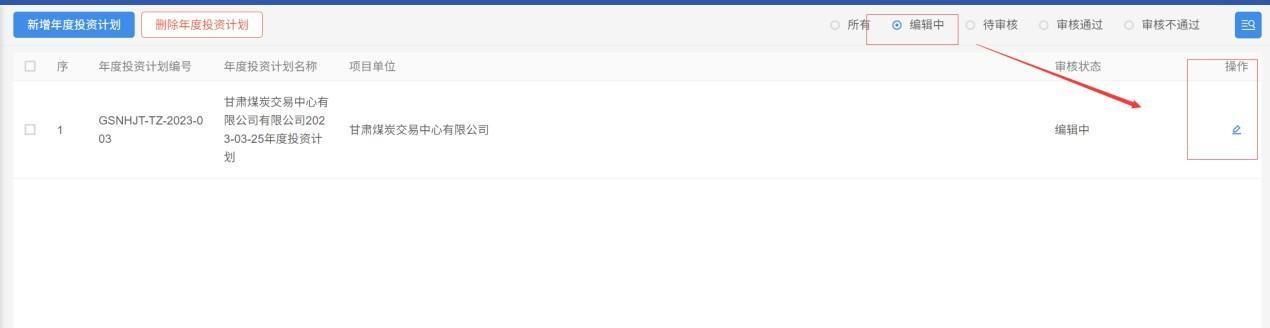 新增年度投资计划 删除年度投资计划 所有 编辑中 待审核 审核通过 审核不通过
序 年度投资计划编号 年度投资计划名称 项目单位 审核状态 操作
1
GSNHJT-TZ-2023-0
03
甘肃煤炭交易中心有
限公司有限公司202
3-03-25年度投资计
划
甘肃煤炭交易中心有限公司
编辑中